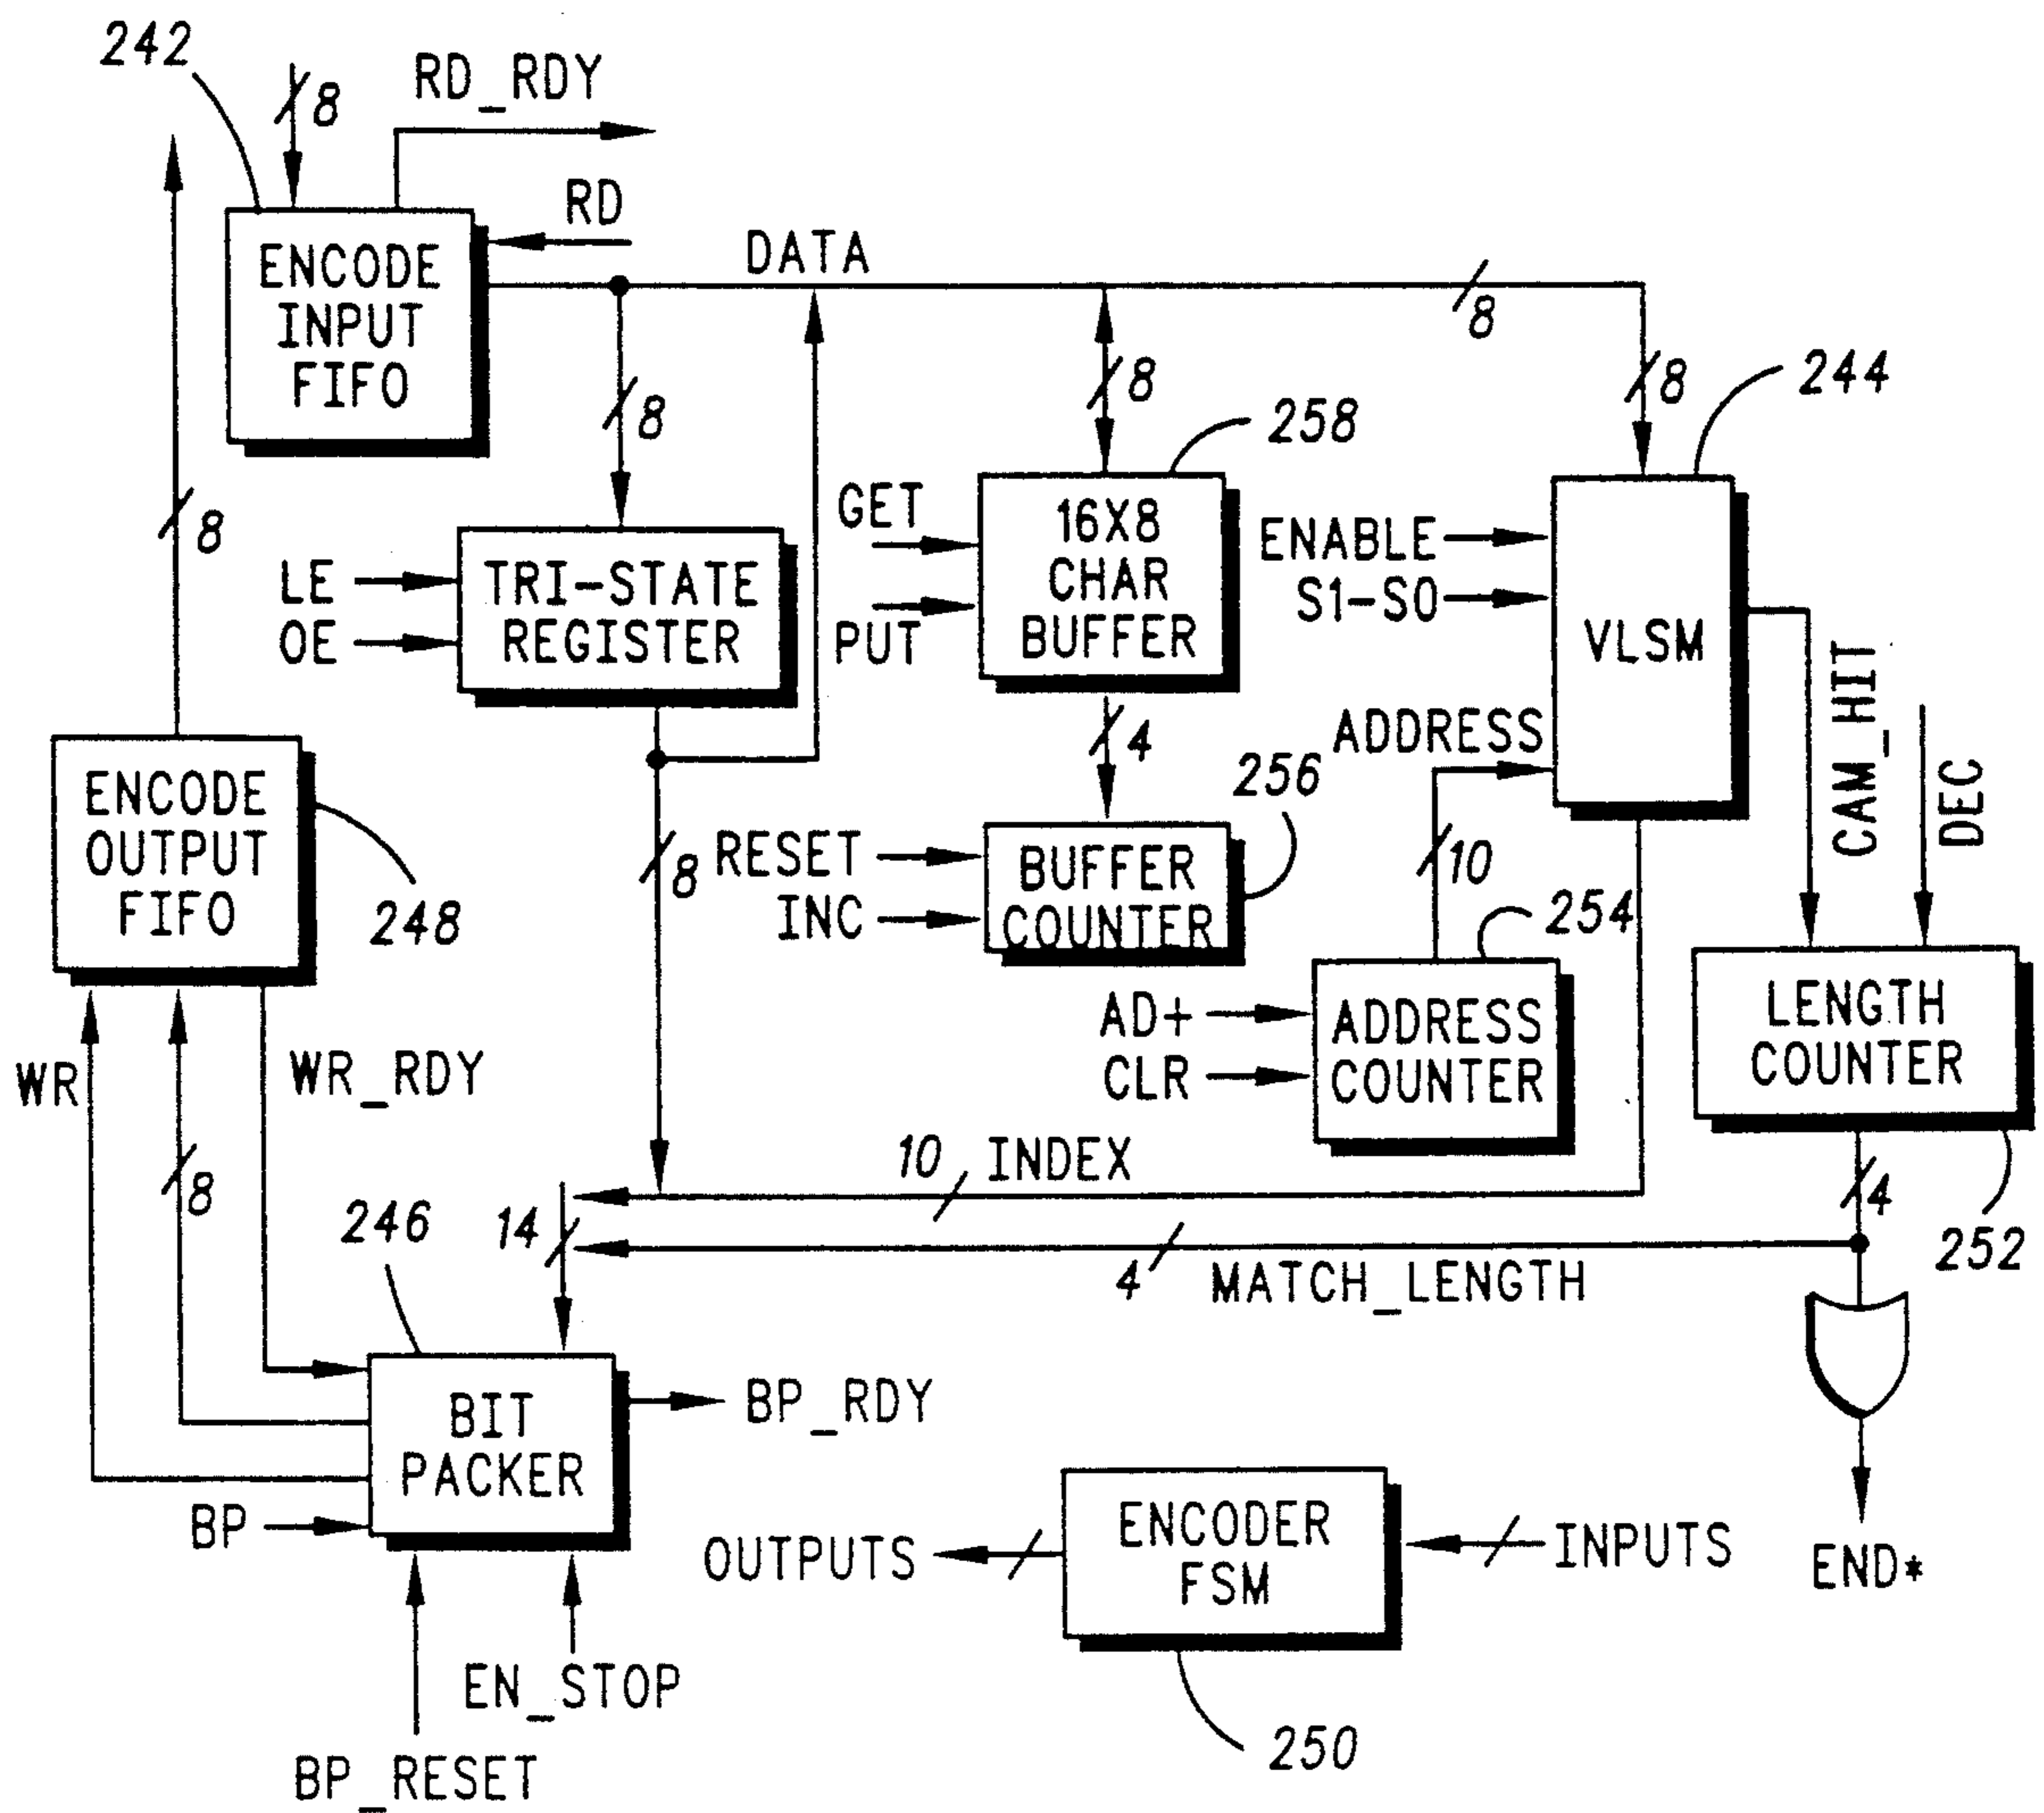 242
8
RD_RDY
RD
ENCODE
INPUT
FIFO
DATA
8
8
8
8
8
244
258
GET
PUT
16X8
CHAR
BUFFER
ENABLE
S1-S0
VLSM
LE
OE
TRI-STATE
REGISTER
4
ADDRESS
CAM_HIT
DEC
ENCODE
OUTPUT
FIFO
248
256
8
RESET
INC
BUFFER
COUNTER
10
254
AD+
CLR
ADDRESS
COUNTER
LENGTH
COUNTER
WR
WR_RDY
8
10
INDEX
4
252
246
14
4
MATCH_LENGTH
BIT
PACKER
BP_RDY
BP
ENCODER
FSM
OUTPUTS
INPUTS
END*
EN_STOP
BP_RESET
250